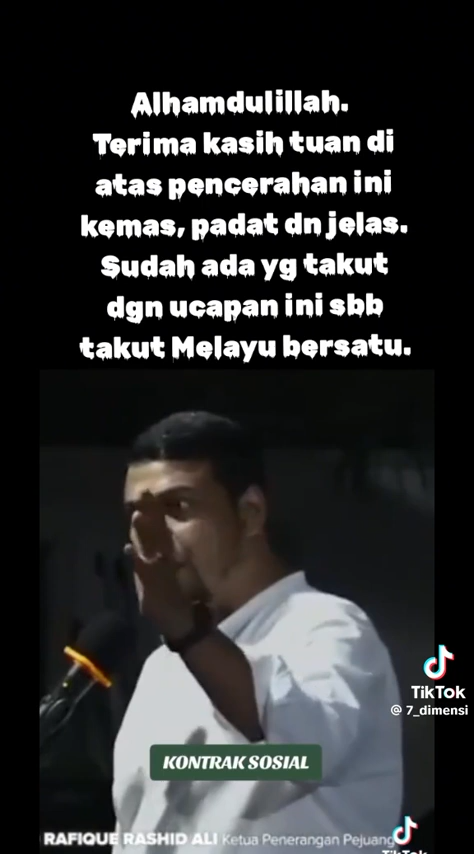 Alhamdulillah.
Terima kasih tuan di
atas pencerahan ini
kemas, padat dn jelas.
Sudah ada yg takut
dgn ucapan ini sbb
takut Melayu bersatu.
TikTok
@ 7_dimensi
KONTRAK SOSIAL
RAFIQUE RASHID ALI Ketua Penerangan Pejuang
TikTok